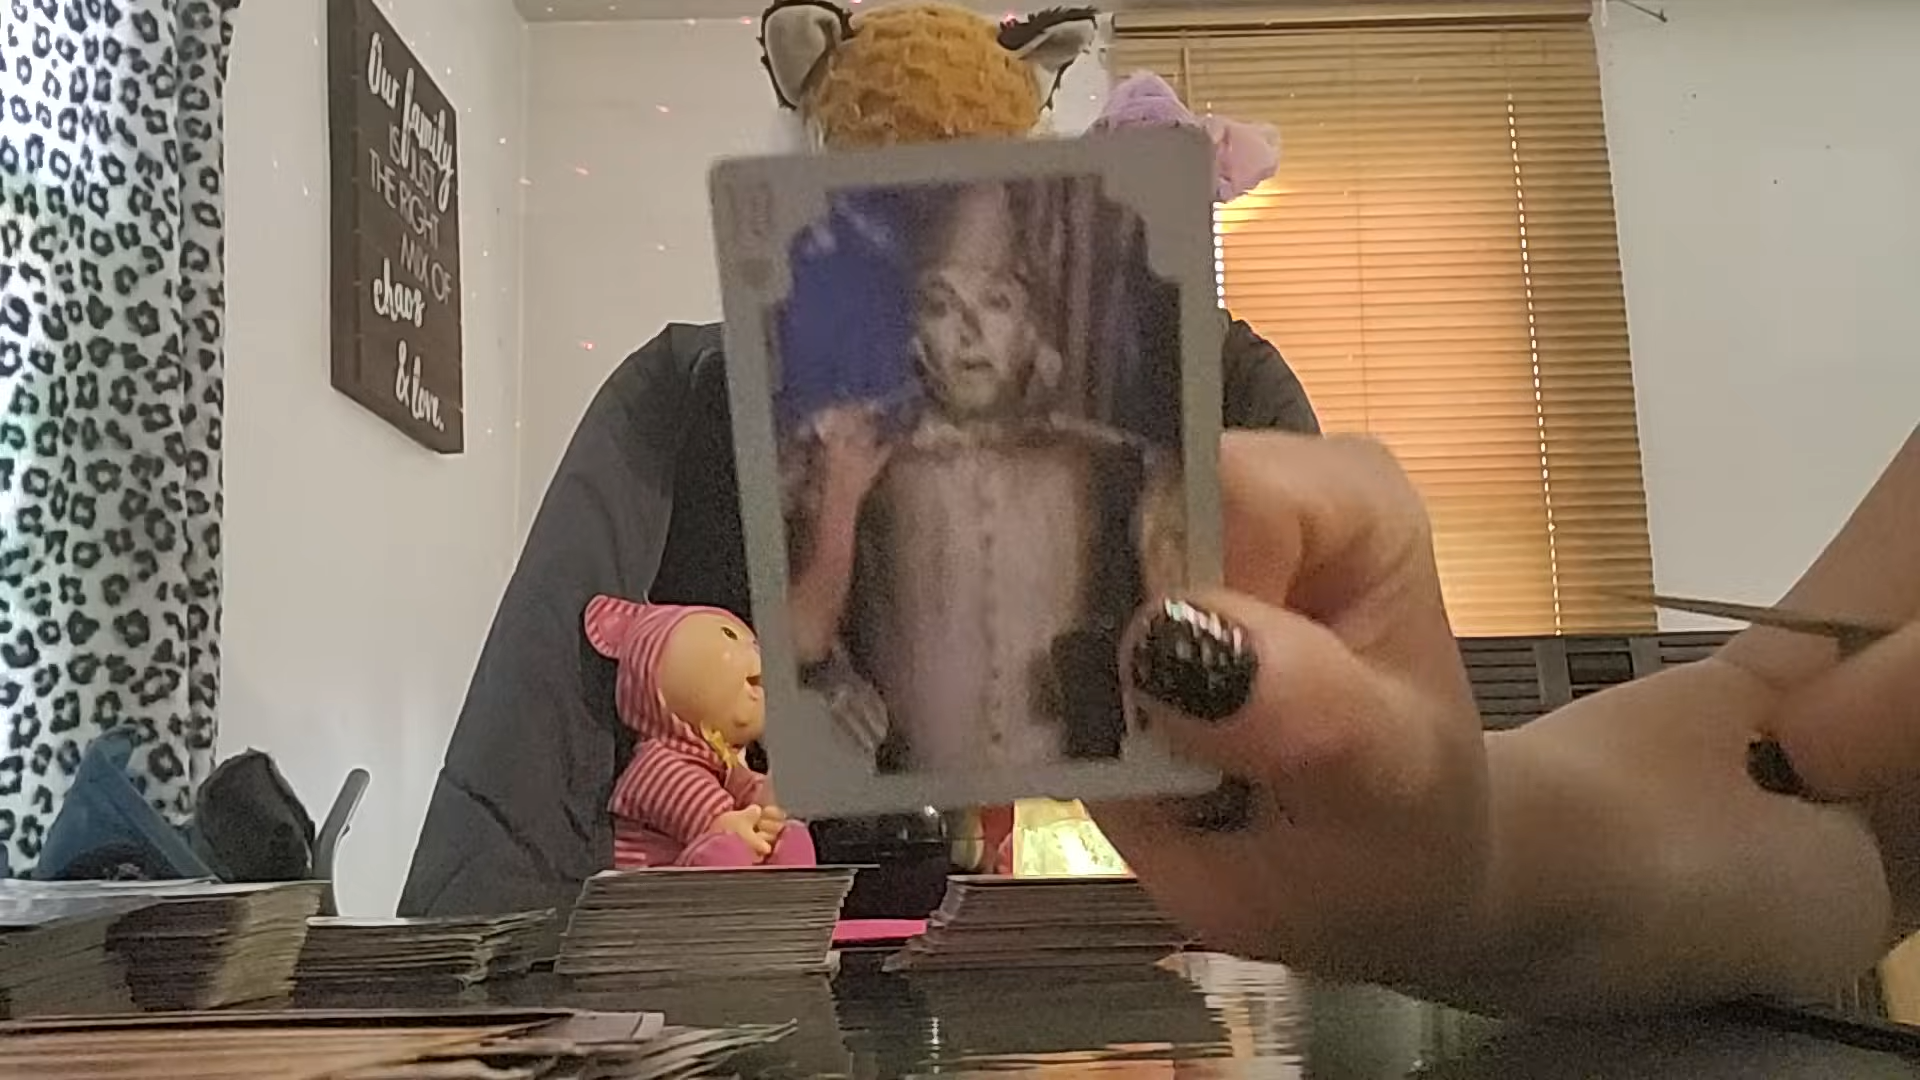 Our family
IS JUST
THE RIGHT
MIX OF
chaos
& love.